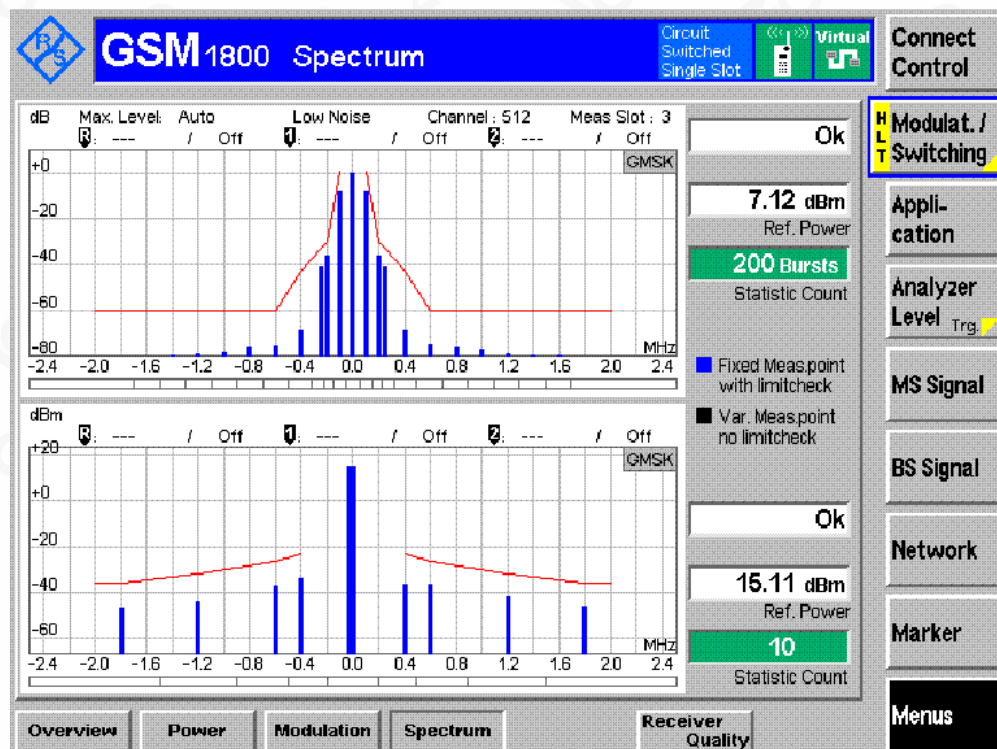 R/S
GSM 1800 Spectrum
Circuit Switched Single Slot
Virtual
Connect Control
dB Max. Level: Auto Low Noise Channel : 512 Meas Slot : 3
R: --- / Off 1: --- / Off 2: --- / Off
GMSK
+0
-20
-40
-60
-80
MHz
-2.4 -2.0 -1.6 -1.2 -0.8 -0.4 0.0 0.4 0.8 1.2 1.6 2.0 2.4
Ok
7.12 dBm
Ref. Power
200 Bursts
Statistic Count
Fixed Meas.point
with limitcheck
Var. Meas.point
no limitcheck
dBm
R: --- / Off 1: --- / Off 2: --- / Off
GMSK
+20
+0
-20
-40
-60
MHz
-2.4 -2.0 -1.6 -1.2 -0.8 -0.4 0.0 0.4 0.8 1.2 1.6 2.0 2.4
Ok
15.11 dBm
Ref. Power
10
Statistic Count
HLT
Modulat. /
Switching
Appli-
cation
Analyzer
Level Trg.
MS Signal
BS Signal
Network
Marker
Menus
Overview
Power
Modulation
Spectrum
Receiver
Quality